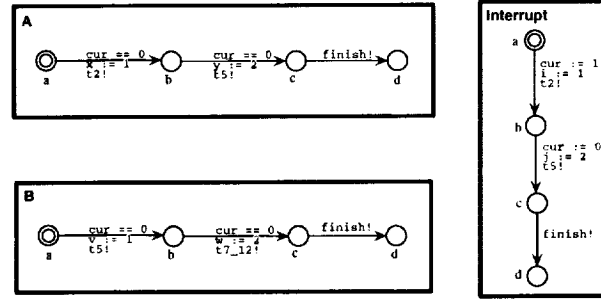 A
cur == 0
x := 1
t2!
cur == 0
y := 2
t5!
finish!
a
b
c
d
B
cur == 0
v := 1
t5!
cur == 0
w := 2
t7_12!
finish!
a
b
c
d
Interrupt
a
cur := 1
i := 1
t2!
b
cur := 0
j := 2
t5!
c
finish!
d